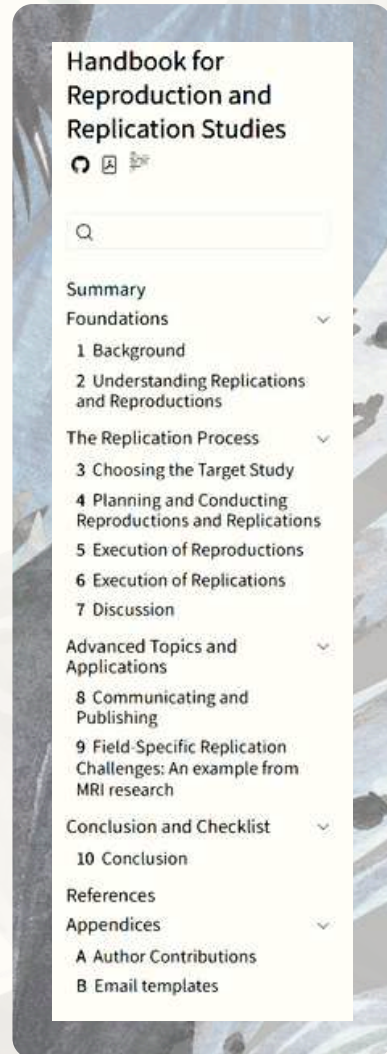 Handbook for
Reproduction and
Replication Studies
Summary
Foundations
1 Background
2 Understanding Replications
and Reproductions
The Replication Process
3 Choosing the Target Study
4 Planning and Conducting
Reproductions and Replications
5 Execution of Reproductions
6 Execution of Replications
7 Discussion
Advanced Topics and
Applications
8 Communicating and
Publishing
9 Field-Specific Replication
Challenges: An example from
MRI research
Conclusion and Checklist
10 Conclusion
References
Appendices
A Author Contributions
B Email templates